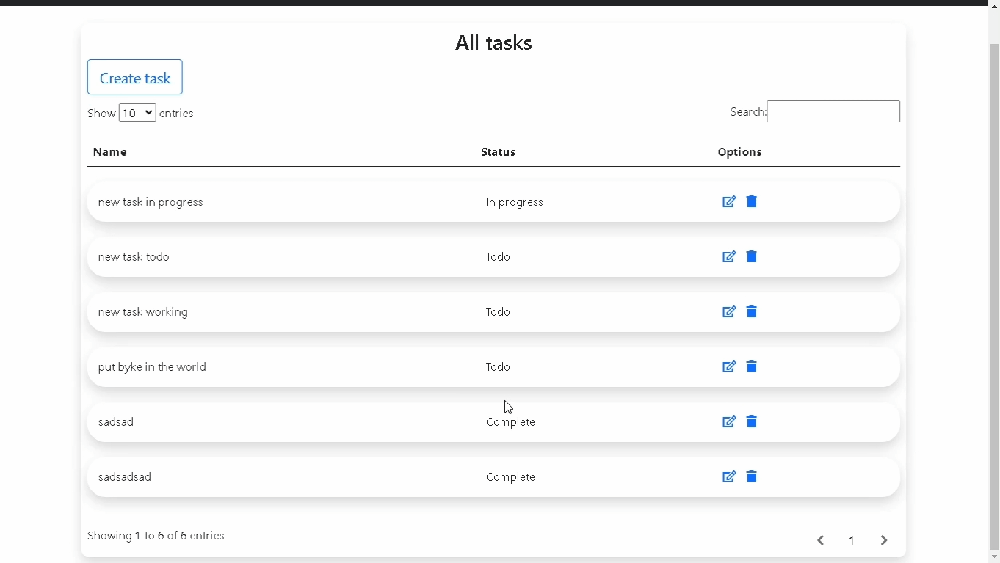 All tasks
Create task
Show 10 entries
Search:
Name Status Options
new task in progress In progress
new task todo Todo
new task working Todo
put byke in the world Todo
sadsad Complete
sadsadsad Complete
Showing 1 to 6 of 6 entries
1